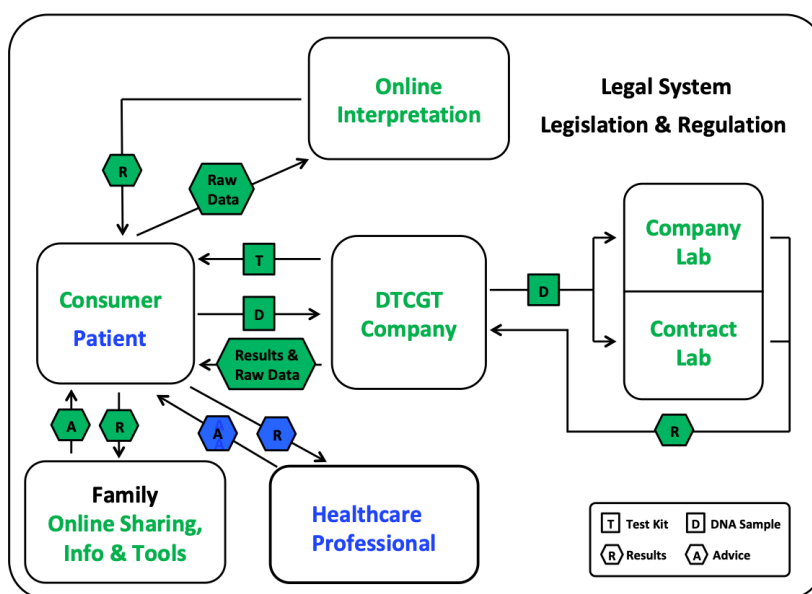 Online
Interpretation
Legal System
Legislation & Regulation
R
Raw
Data
Company
Lab
T
Consumer
Patient
DTCGT
Company
D
D
Contract
Lab
Results &
Raw Data
A
R
A
R
R
Family
Online Sharing,
Info & Tools
Healthcare
Professional
T Test Kit
D DNA Sample
R Results
A Advice